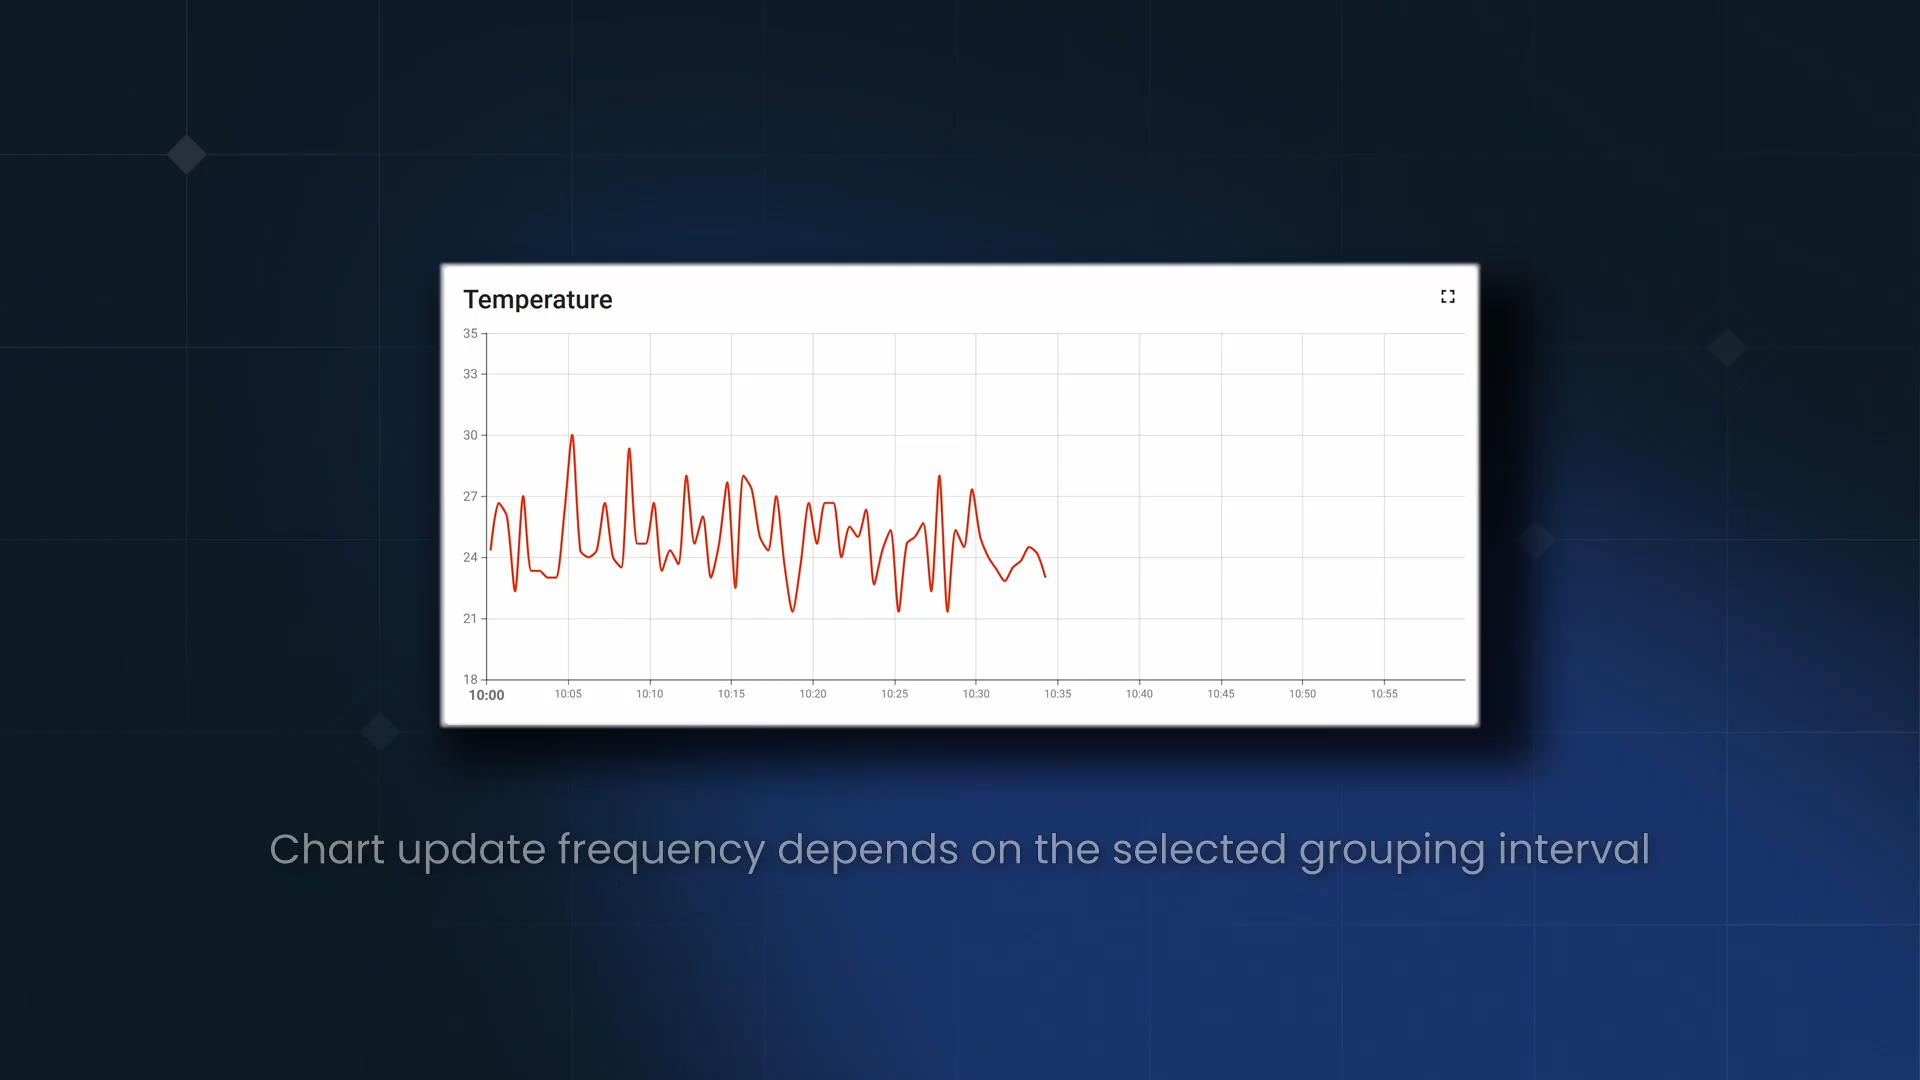 Temperature
35
33
30
27
24
21
18
10:00 10:05 10:10 10:15 10:20 10:25 10:30 10:35 10:40 10:45 10:50 10:55
Chart update frequency depends on the selected grouping interval